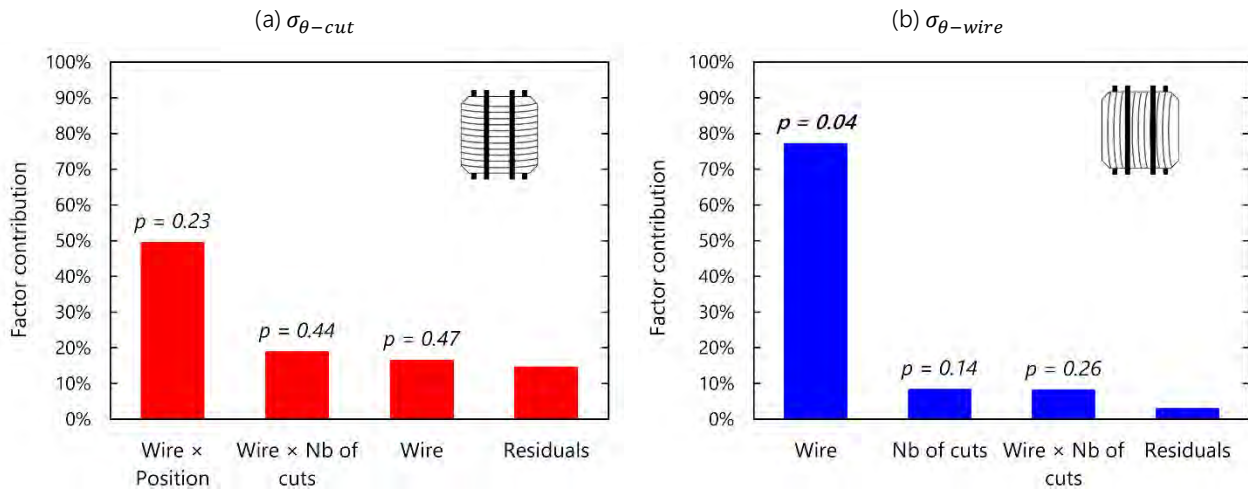 (a) σθ−cut
100%
90%
80%
70%
60%
50%
40%
30%
20%
10%
0%
Factor contribution
p = 0.23
p = 0.44
p = 0.47
Wire ×
Position
Wire × Nb of
cuts
Wire
Residuals
(b) σθ−wire
100%
90%
80%
70%
60%
50%
40%
30%
20%
10%
0%
Factor contribution
p = 0.04
p = 0.14
p = 0.26
Wire
Nb of cuts
Wire × Nb of
cuts
Residuals